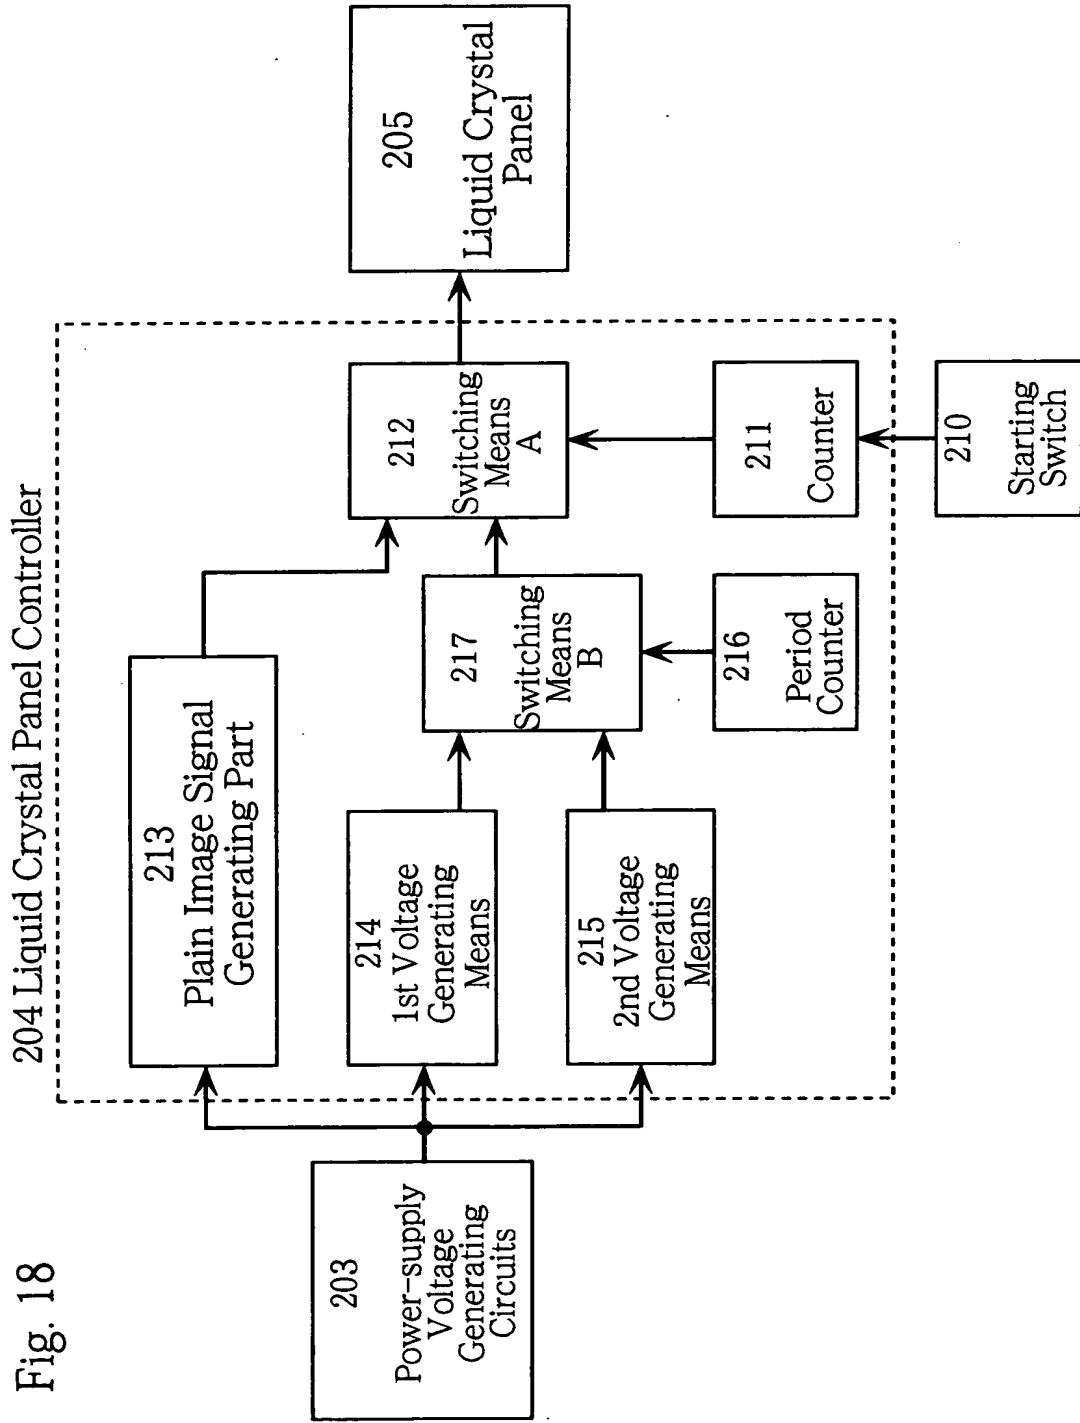 Fig. 18
204 Liquid Crystal Panel Controller
203
Power-supply
Voltage
Generating
Circuits
213
Plain Image Signal
Generating Part
214
1st Voltage
Generating
Means
215
2nd Voltage
Generating
Means
217
Switching
Means
B
216
Period
Counter
212
Switching
Means
A
211
Counter
210
Starting
Switch
205
Liquid Crystal
Panel